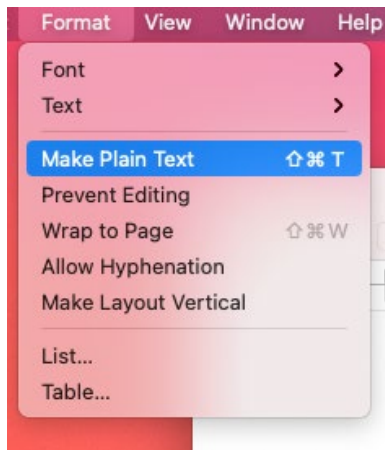 Format View Window Help
Font >
Text >
Make Plain Text ⇧⌘T
Prevent Editing
Wrap to Page ⇧⌘W
Allow Hyphenation
Make Layout Vertical
List...
Table...